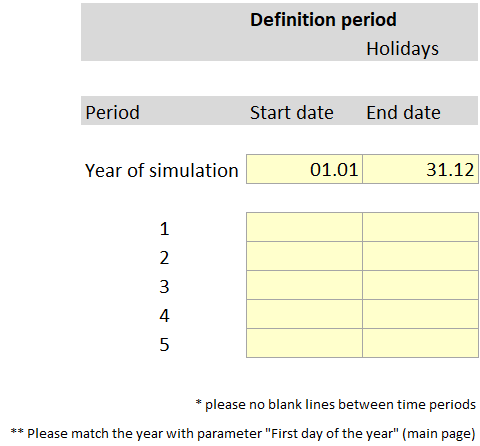 Definition period
Holidays
Period Start date End date
Year of simulation 01.01 31.12
1
2
3
4
5
* please no blank lines between time periods
** Please match the year with parameter "First day of the year" (main page)